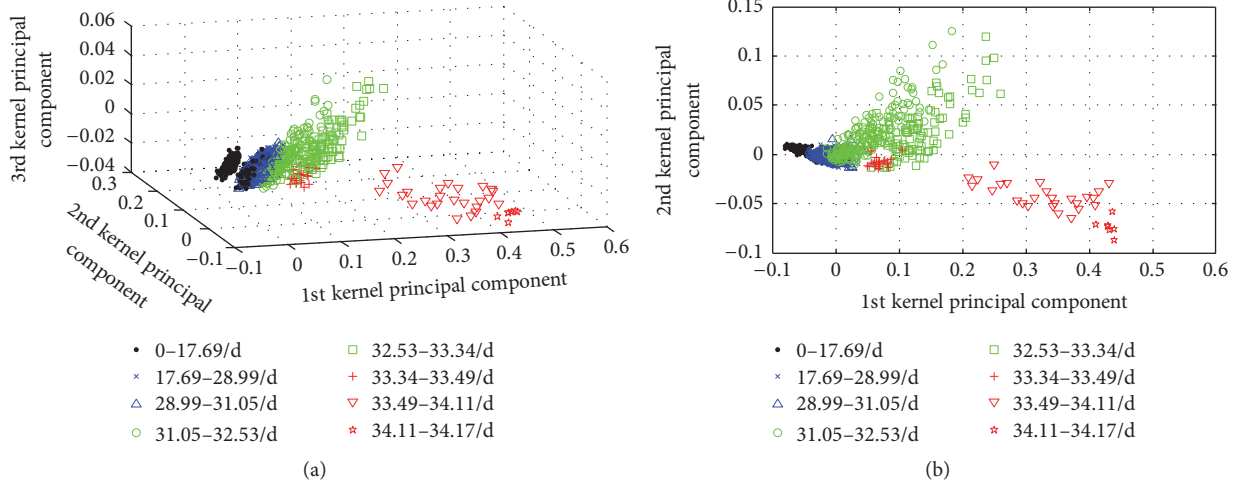 3rd kernel principal
component
0.06
0.04
0.02
0
−0.02
−0.04
0.3
0.2
0.1
0
−0.1
2nd kernel principal
component
−0.1
0
0.1
0.2
0.3
0.4
0.5
0.6
1st kernel principal component
0–17.69/d
17.69–28.99/d
28.99–31.05/d
31.05–32.53/d
32.53–33.34/d
33.34–33.49/d
33.49–34.11/d
34.11–34.17/d
(a)
2nd kernel principal
component
0.15
0.1
0.05
0
−0.05
−0.1
−0.1
0
0.1
0.2
0.3
0.4
0.5
0.6
1st kernel principal component
0–17.69/d
17.69–28.99/d
28.99–31.05/d
31.05–32.53/d
32.53–33.34/d
33.34–33.49/d
33.49–34.11/d
34.11–34.17/d
(b)